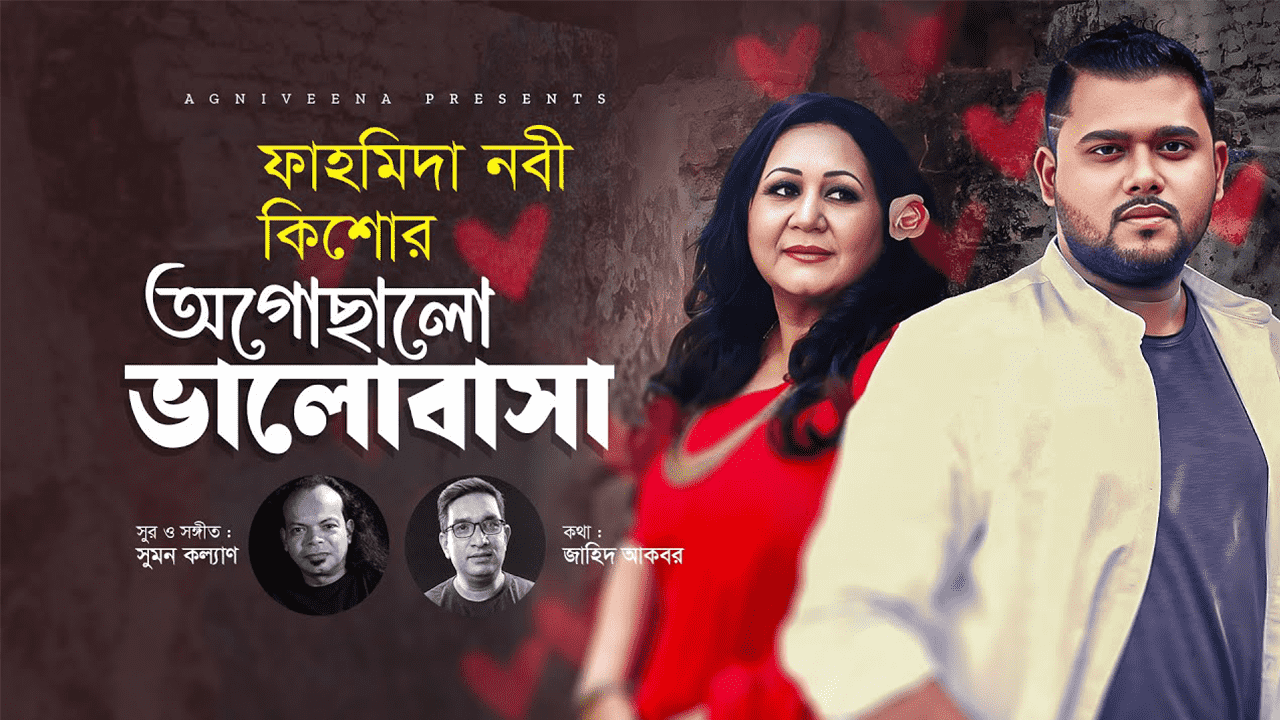 AGNIVEENA PRESENTS
ফাহমিদা নবী
কিশোর
অগোছালো
ভালোবাসা
সুর ও সঙ্গীত :
সুমন কল্যাণ
কথা :
জাহিদ আকবর